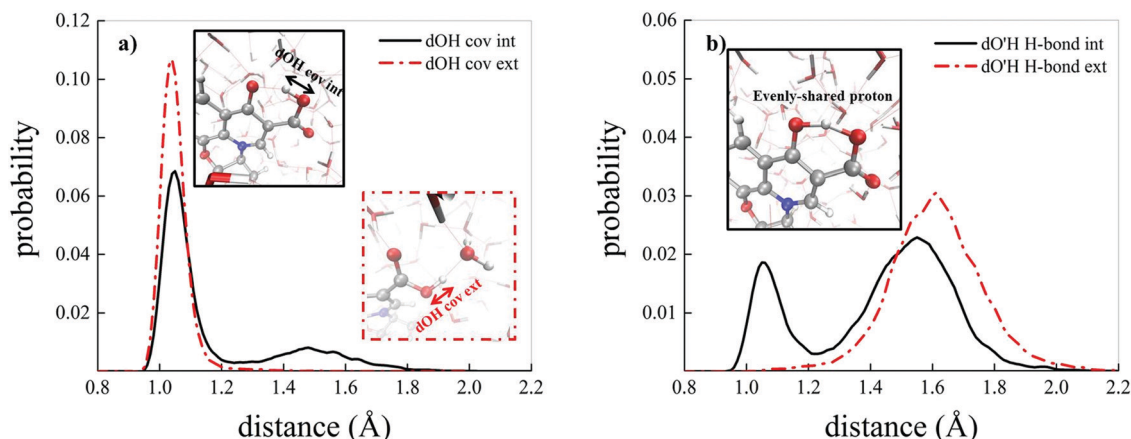 a)
0.12
0.10
0.08
0.06
0.04
0.02
probability
0.8 1.0 1.2 1.4 1.6 1.8 2.0 2.2
distance (Å)
dOH cov int
dOH cov ext
dOH cov int
dOH cov ext
b)
0.06
0.05
0.04
0.03
0.02
0.01
probability
0.8 1.0 1.2 1.4 1.6 1.8 2.0 2.2
distance (Å)
dO'H H-bond int
dO'H H-bond ext
Evenly-shared proton